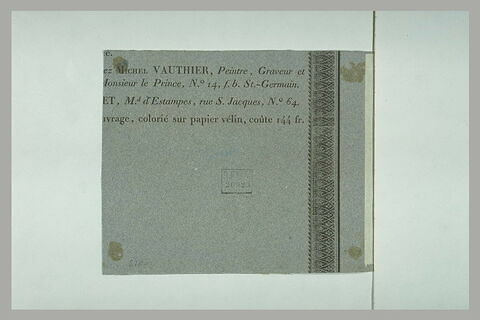 ez MICHEL VAUTHIER, Peintre, Graveur et
Monsieur le Prince, N.o 14, f. b. St.-Germain.
ET, M.d d'Estampes, rue S. Jacques, N.o 64.
uvrage, colorié sur papier vélin, coûte 144 fr.